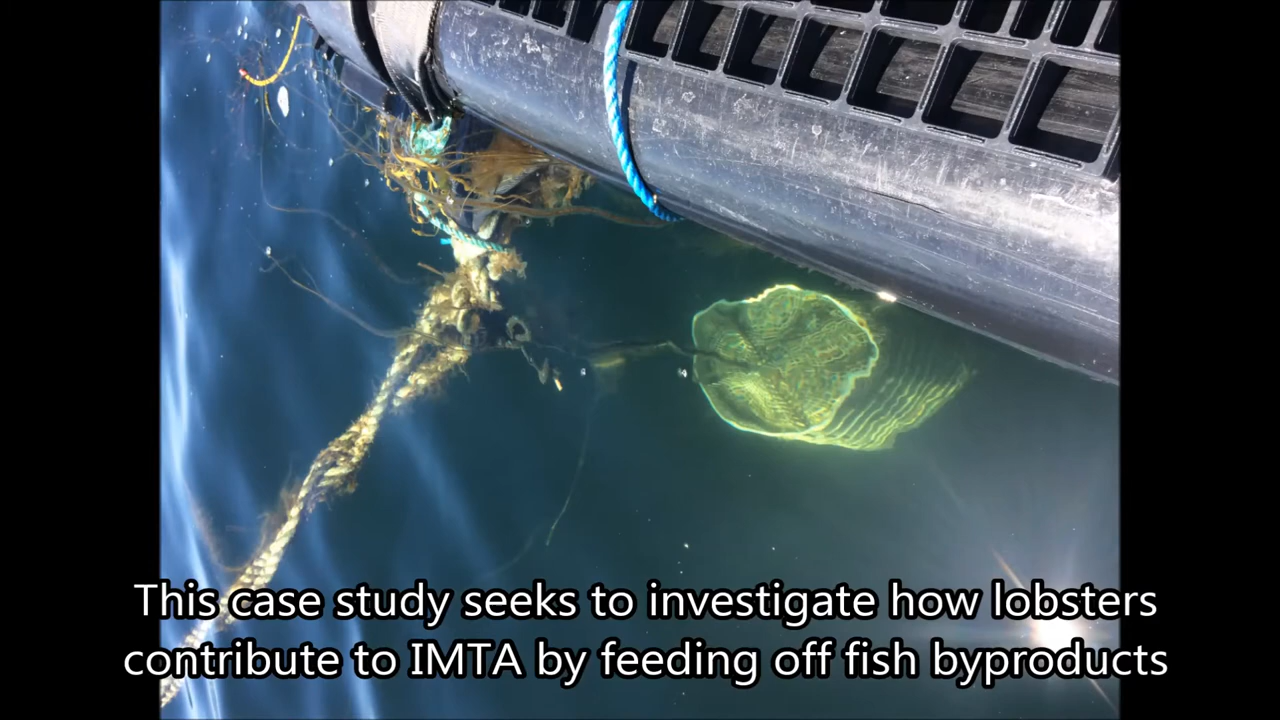 This case study seeks to investigate how lobsters
contribute to IMTA by feeding off fish byproducts